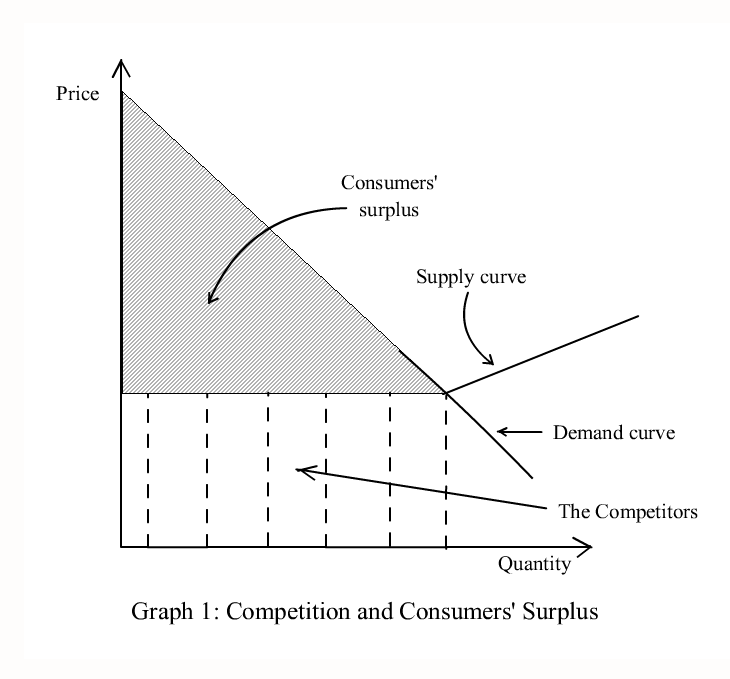 Price
Consumers'
surplus
Supply curve
Demand curve
The Competitors
Quantity
Graph 1: Competition and Consumers' Surplus